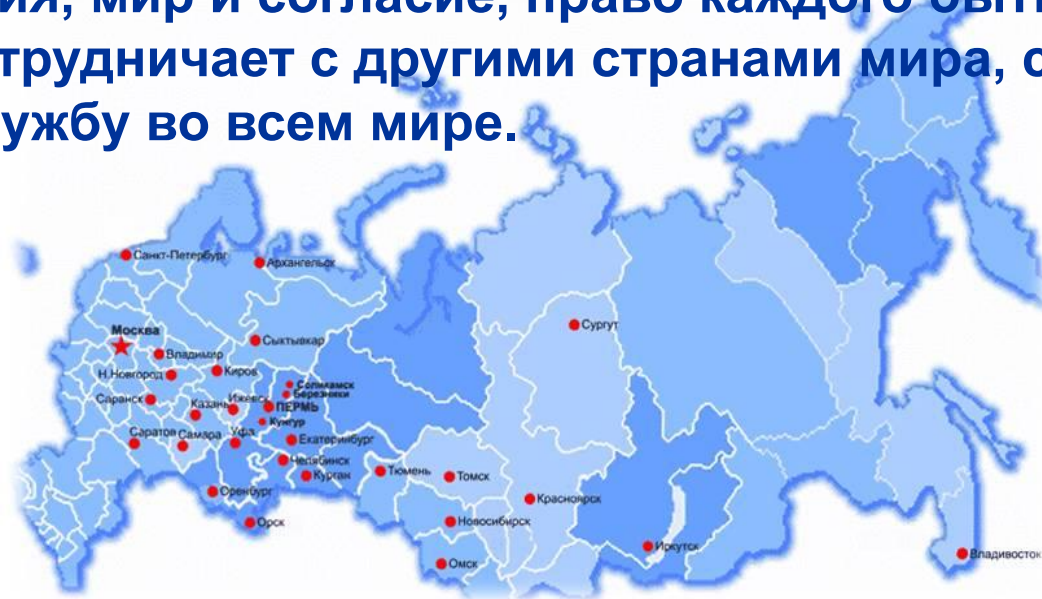 ия, мир и согласие, право каждого быть
трудничает с другими странами мира, с
ужбу во всем мире.
Санкт-Петербург
Архангельск
Сургут
Москва
Сыктывкар
Владимир
Н.Новгород
Киров
Соликамск
Березники
Саранск
Казань
Ижевск
ПЕРМЬ
Кунгур
Саратов
Самара
Уфа
Екатеринбург
Челябинск
Курган
Тюмень
Томск
Оренбург
Красноярск
Орск
Новосибирск
Омск
Иркутск
Владивосток